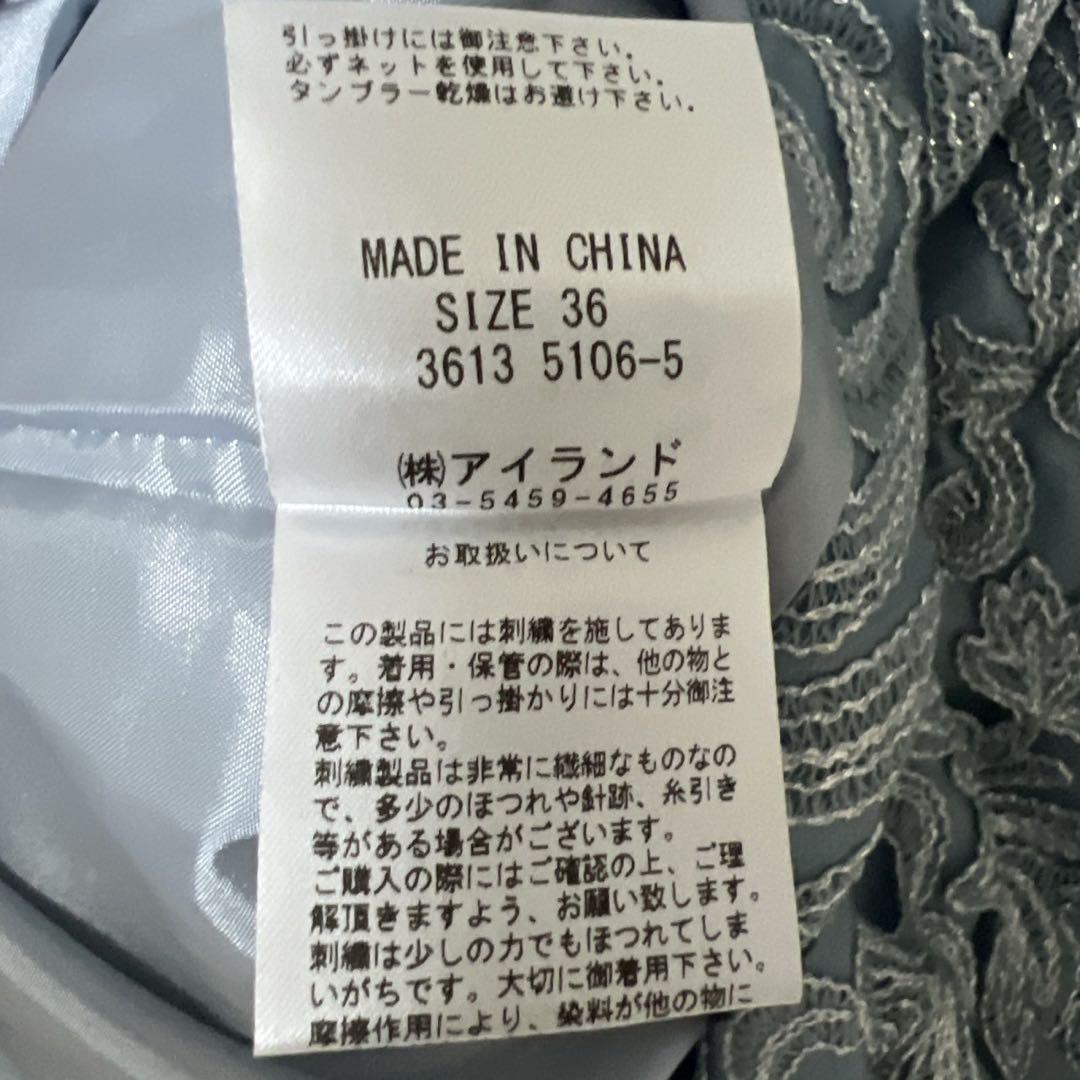 引っ掛けには御注意下さい。
必ずネットを使用して下さい。
タンブラー乾燥はお避け下さい。
MADE IN CHINA
SIZE 36
3613 5106-5
㈱アイランド
03-5459-4655
お取扱いについて
この製品には刺繍を施してありま
す。着用・保管の際は、他の物と
の摩擦や引っ掛かりには十分御注
意下さい。
刺繍製品は非常に繊細なものなの
で、多少のほつれや針跡、糸引き
等がある場合がございます。
ご購入の際にはご確認の上、ご理
解頂きますよう、お願い致します。
刺繍は少しの力でもほつれてしま
いがちです。大切に御着用下さい。
摩擦作用により、染料が他の物に